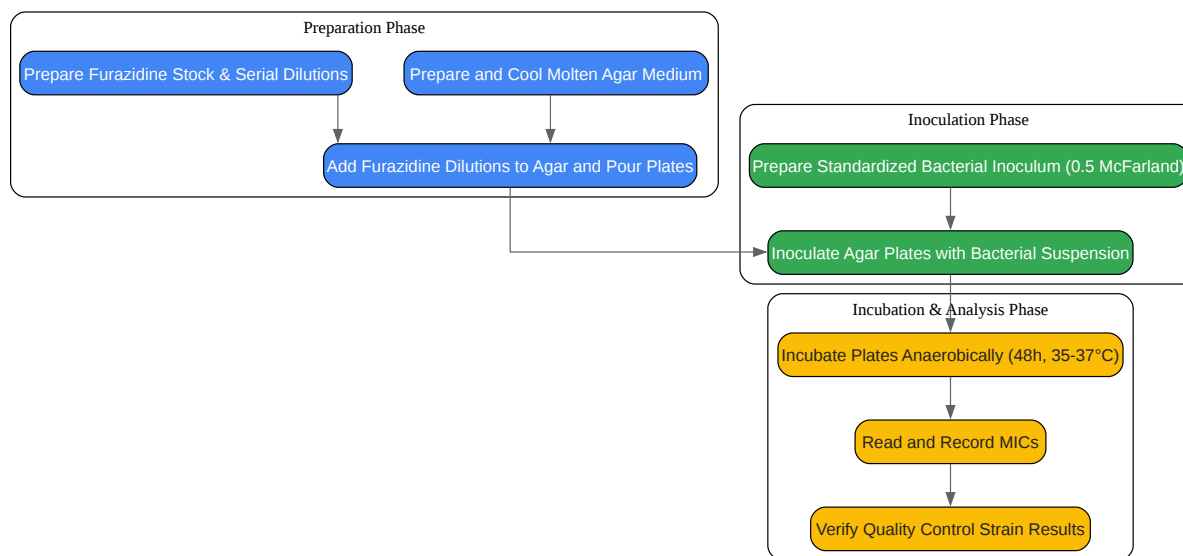 Preparation Phase
Prepare Furazidine Stock & Serial Dilutions
Prepare and Cool Molten Agar Medium
Add Furazidine Dilutions to Agar and Pour Plates
Inoculation Phase
Prepare Standardized Bacterial Inoculum (0.5 McFarland)
Inoculate Agar Plates with Bacterial Suspension
Incubation & Analysis Phase
Incubate Plates Anaerobically (48h, 35-37°C)
Read and Record MICs
Verify Quality Control Strain Results